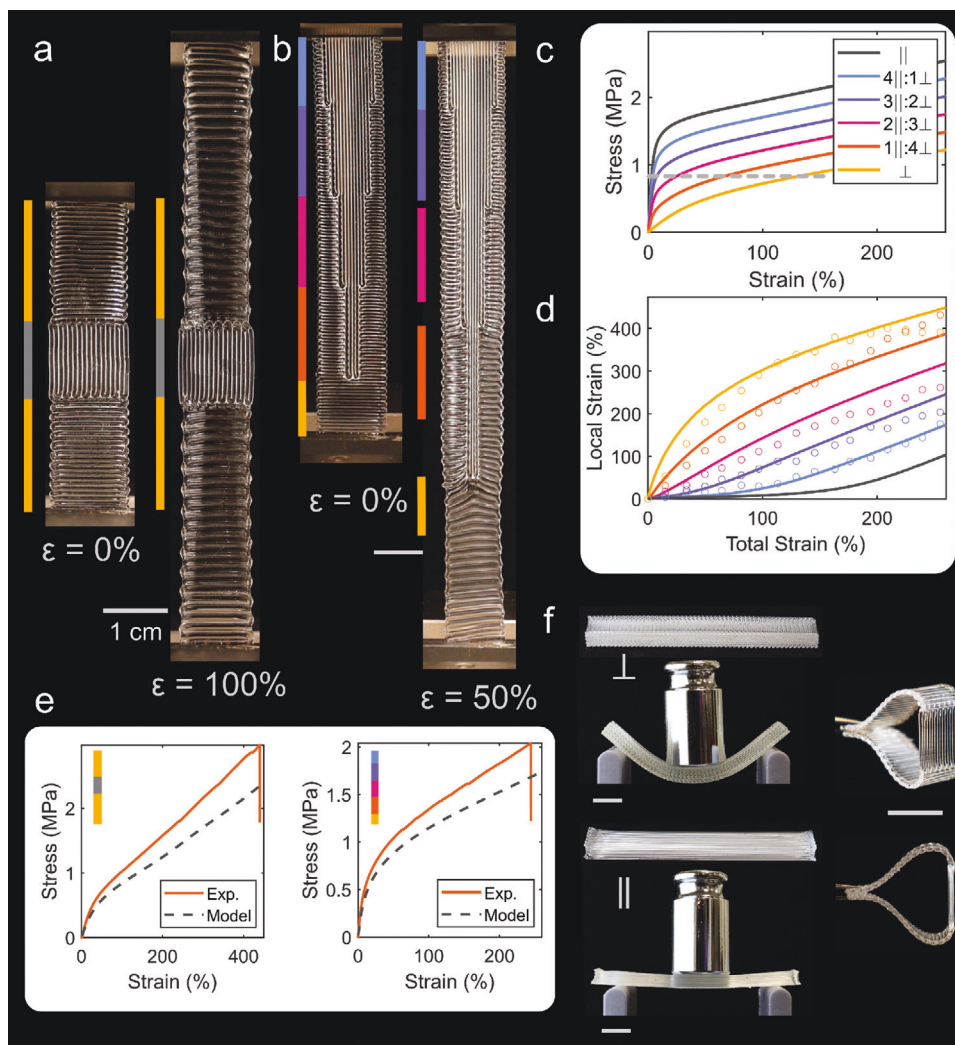 a
b
ε = 0%
ε = 100%
1 cm
ε = 0%
ε = 50%
c
Stress (MPa)
2
1
0
0
100
200
Strain (%)
||
4||:1⊥
3||:2⊥
2||:3⊥
1||:4⊥
⊥
d
Local Strain (%)
400
300
200
100
0
0
100
200
Total Strain (%)
e
Stress (MPa)
2
1
0
0
200
400
Strain (%)
Exp.
Model
Stress (MPa)
2
1.5
1
0.5
0
0
100
200
Strain (%)
Exp.
Model
f
⊥
||